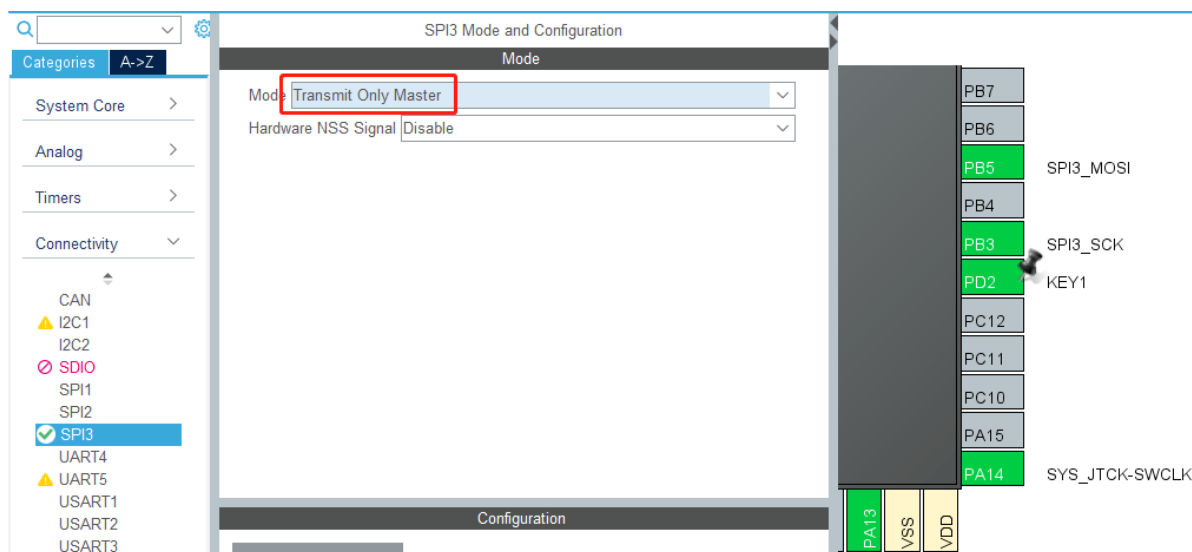 SPI3 Mode and Configuration
Categories A->Z
Mode
System Core
Analog
Timers
Connectivity
CAN
I2C1
I2C2
SDIO
SPI1
SPI2
SPI3
UART4
UART5
USART1
USART2
USART3
Mode Transmit Only Master
Hardware NSS Signal Disable
Configuration
PB7
PB6
PB5 SPI3_MOSI
PB4
PB3 SPI3_SCK
PD2 KEY1
PC12
PC11
PC10
PA15
PA14 SYS_JTCK-SWCLK
PA13
VSS
VDD